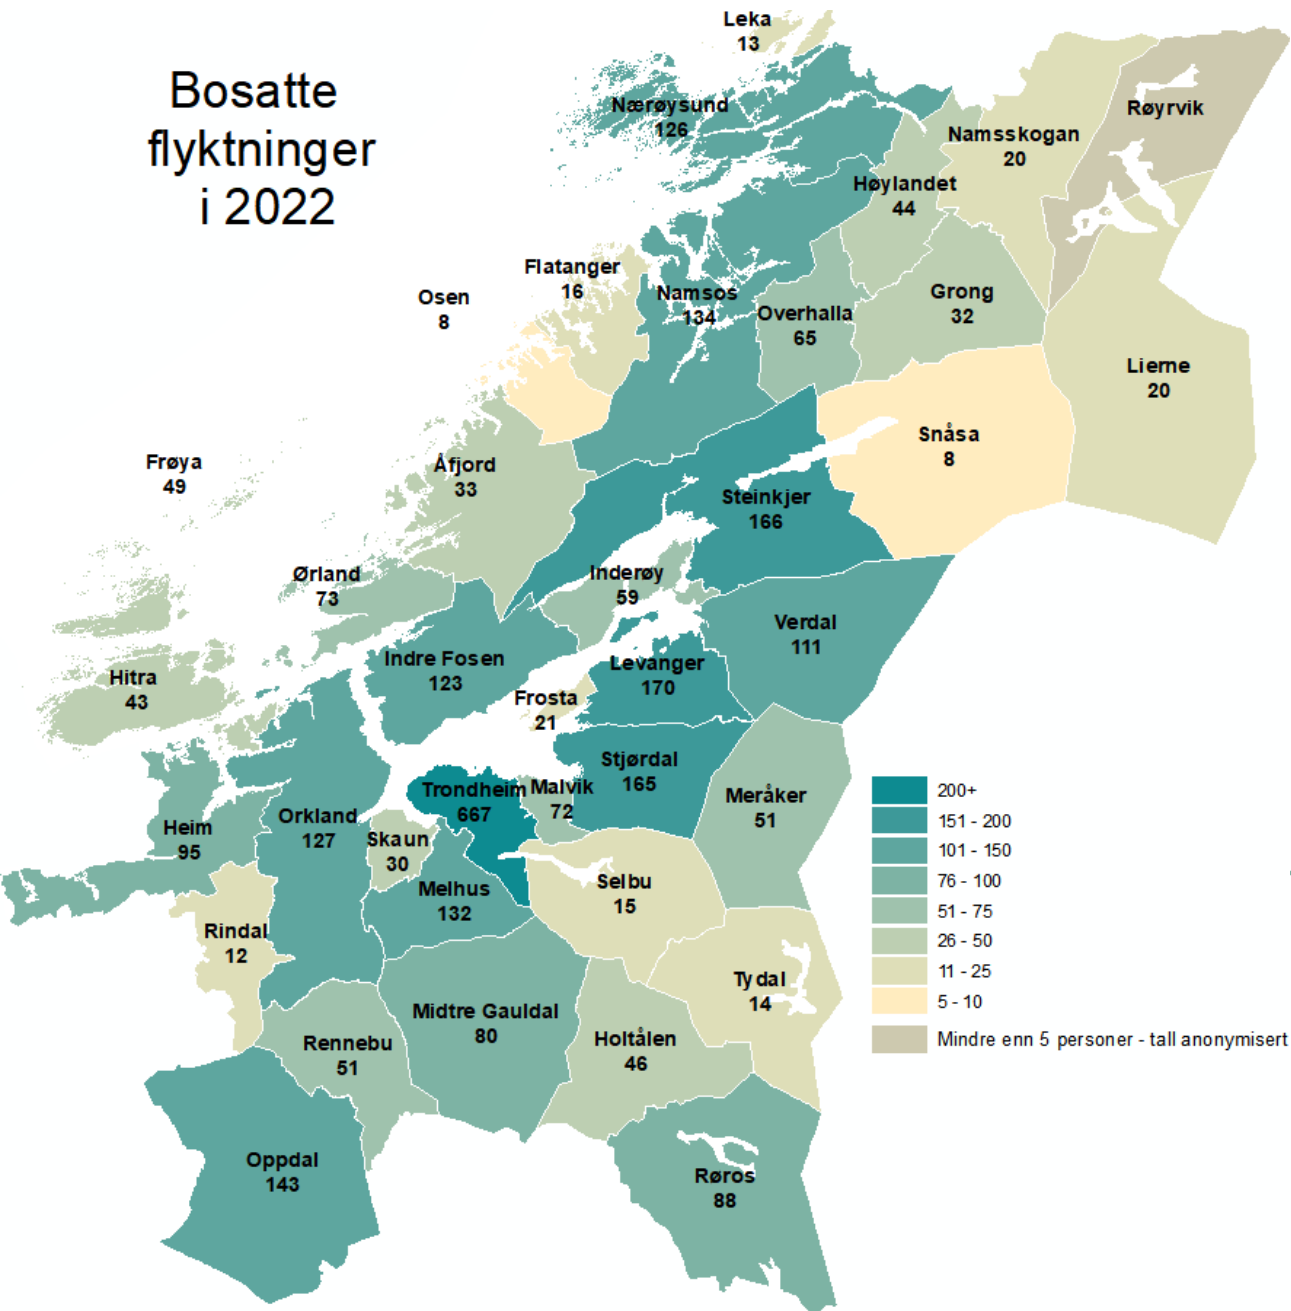 Bosatte
flyktninger
i 2022
Leka
13
Nærøysund
126
Røyrvik
Namsskogan
20
Høylandet
44
Flatanger
16
Osen
8
Namsos
134
Overhalla
65
Grong
32
Lierne
20
Snåsa
8
Frøya
49
Åfjord
33
Steinkjer
166
Ørland
73
Inderøy
59
Verdal
111
Indre Fosen
123
Levanger
170
Hitra
43
Frosta
21
Stjørdal
165
Trondheim
667
Malvik
72
Meråker
51
Orkland
127
Heim
95
Skaun
30
Melhus
132
Selbu
15
Rindal
12
Tydal
14
Midtre Gauldal
80
Rennebu
51
Holtålen
46
Oppdal
143
Røros
88
200+
151 - 200
101 - 150
76 - 100
51 - 75
26 - 50
11 - 25
5 - 10
Mindre enn 5 personer - tall anonymisert